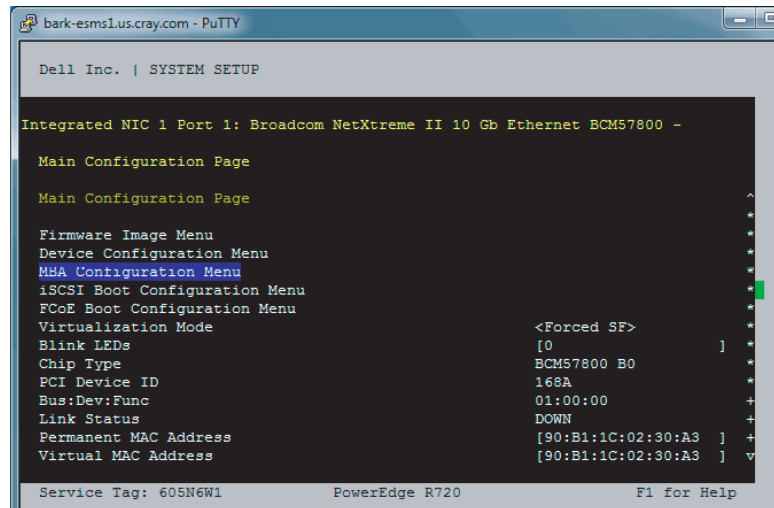 bark-esms1.us.cray.com - PuTTY
Dell Inc. | SYSTEM SETUP
Integrated NIC 1 Port 1: Broadcom NetXtreme II 10 Gb Ethernet BCM57800 -
Main Configuration Page
Main Configuration Page ^
*
Firmware Image Menu *
Device Configuration Menu *
MBA Configuration Menu *
iSCSI Boot Configuration Menu *
FCoE Boot Configuration Menu *
Virtualization Mode <Forced SF> *
Blink LEDs [0 ] *
Chip Type BCM57800 B0 *
PCI Device ID 168A *
Bus:Dev:Func 01:00:00 +
Link Status DOWN +
Permanent MAC Address [90:B1:1C:02:30:A3 ] +
Virtual MAC Address [90:B1:1C:02:30:A3 ] v
Service Tag: 605N6W1 PowerEdge R720 F1 for Help